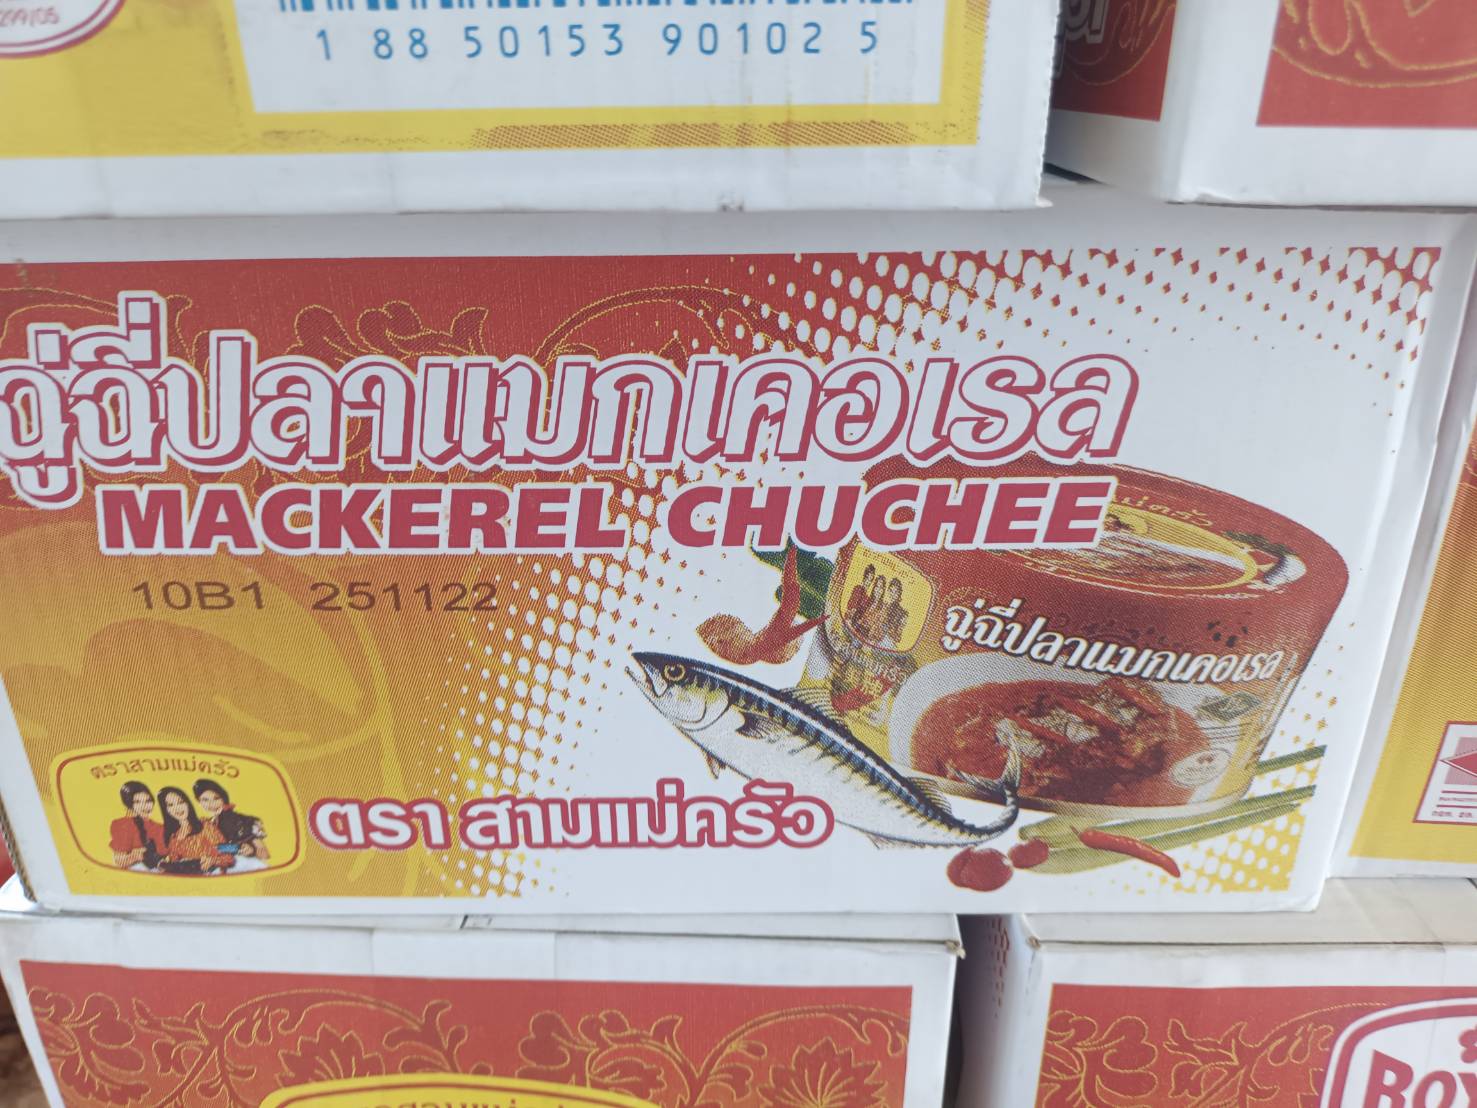 1 88 50153 90102 5
ฉู่ฉี่ปลาแมกเคอเรล
MACKEREL CHUCHEE
10B1 251122
ฉู่ฉี่ปลาแมกเคอเรล
ตราสามแม่ครัว
ตรา สามแม่ครัว